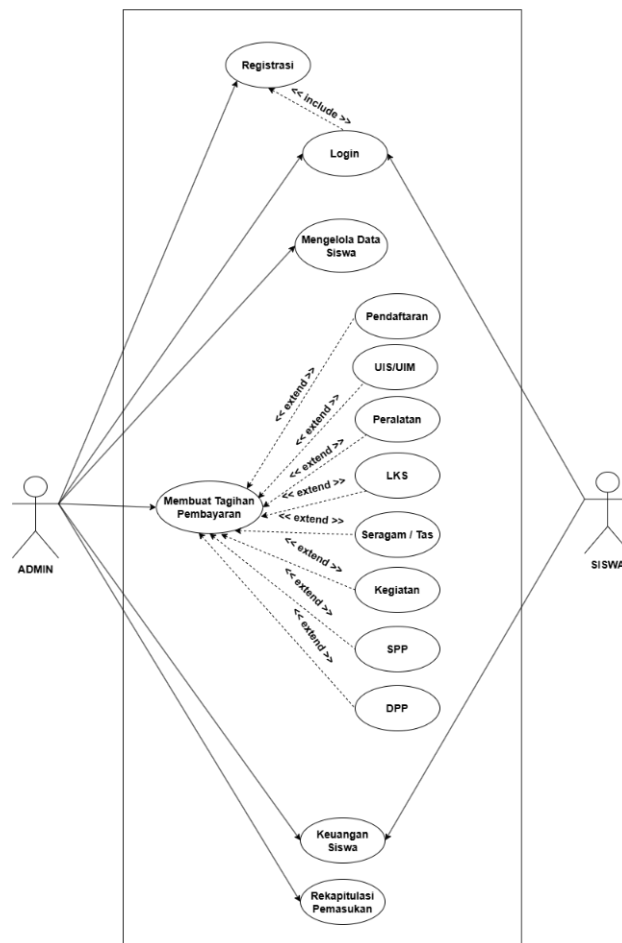 Registrasi
<< include >>
Login
Mengelola Data
Siswa
Pendaftaran
<< extend >>
UIS/UIM
<< extend >>
Peralatan
<< extend >>
LKS
<< extend >>
Membuat Tagihan
Pembayaran
<< extend >>
Seragam / Tas
<< extend >>
Kegiatan
<< extend >>
SPP
<< extend >>
DPP
ADMIN
SISWA
Keuangan
Siswa
Rekapitulasi
Pemasukan